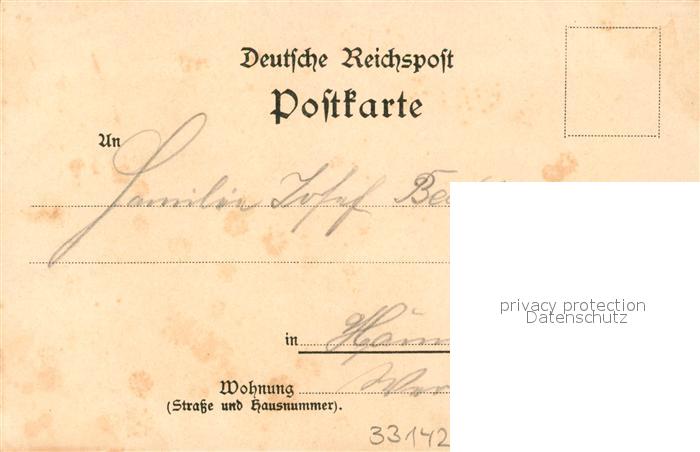 Deutsche Reichspost
Postkarte
An
Familie Josef
privacy protection
Datenschutz
in
Wohnung
(Straße und Hausnummer).
33142